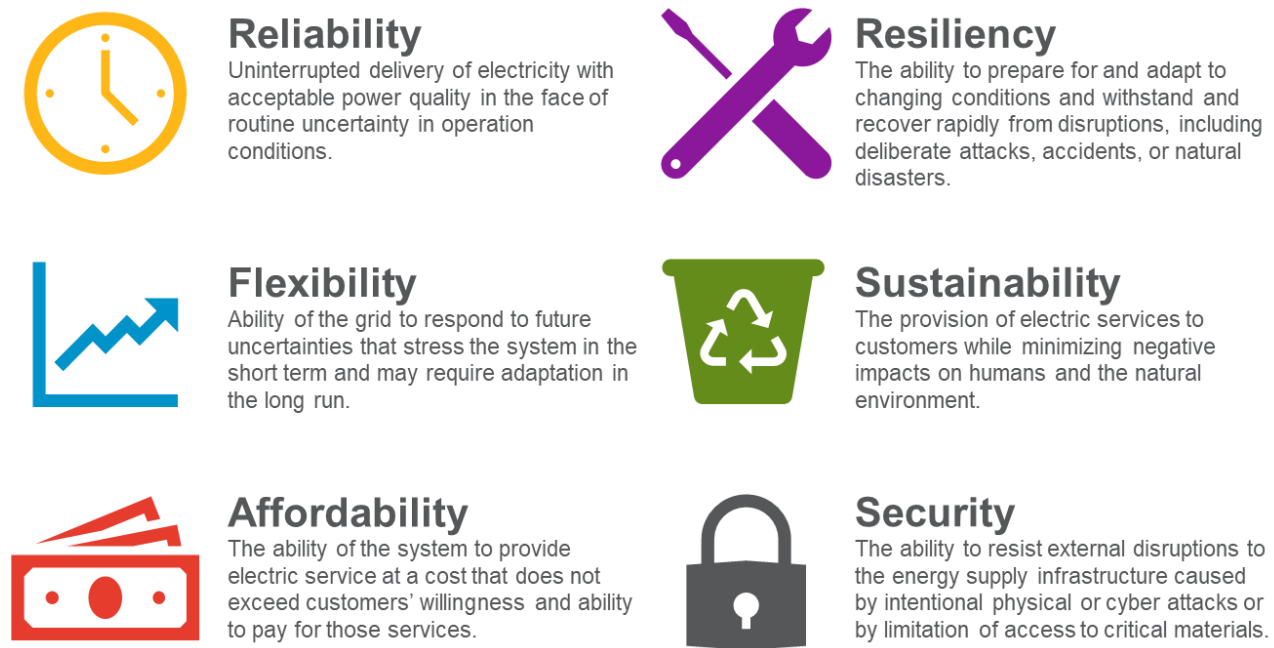 Reliability
Uninterrupted delivery of electricity with
acceptable power quality in the face of
routine uncertainty in operation
conditions.
Resiliency
The ability to prepare for and adapt to
changing conditions and withstand and
recover rapidly from disruptions, including
deliberate attacks, accidents, or natural
disasters.
Flexibility
Ability of the grid to respond to future
uncertainties that stress the system in the
short term and may require adaptation in
the long run.
Sustainability
The provision of electric services to
customers while minimizing negative
impacts on humans and the natural
environment.
Affordability
The ability of the system to provide
electric service at a cost that does not
exceed customers’ willingness and ability
to pay for those services.
Security
The ability to resist external disruptions to
the energy supply infrastructure caused
by intentional physical or cyber attacks or
by limitation of access to critical materials.